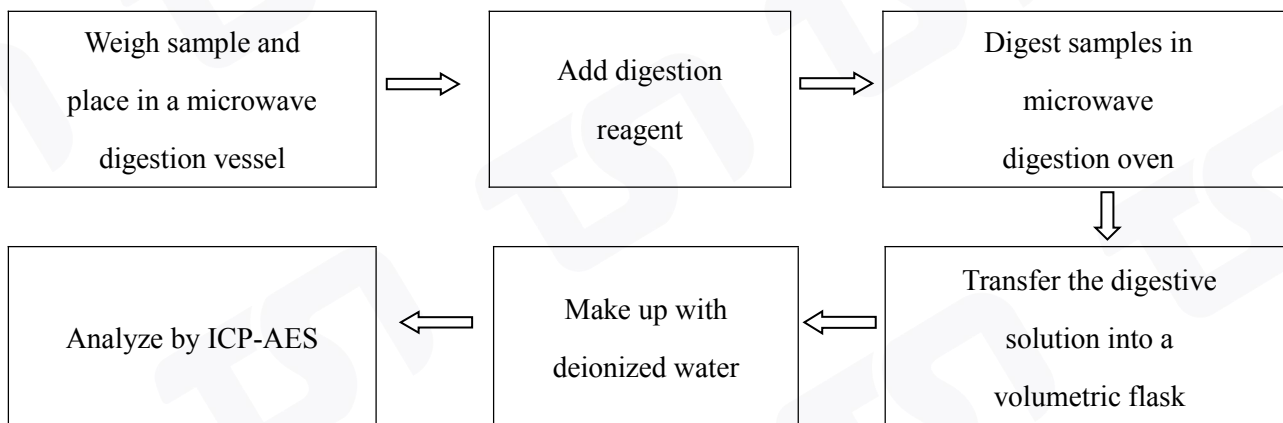 Weigh sample and
place in a microwave
digestion vessel
Add digestion
reagent
Digest samples in
microwave
digestion oven
Transfer the digestive
solution into a
volumetric flask
Make up with
deionized water
Analyze by ICP-AES